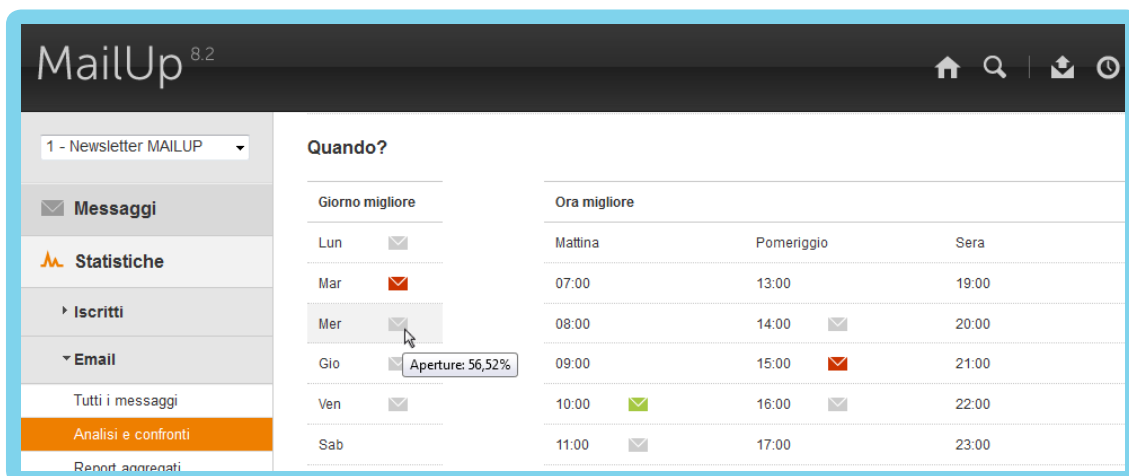 MailUp 8.2
1 - Newsletter MAILUP
Messaggi
Statistiche
Iscritti
Email
Tutti i messaggi
Analisi e confronti
Report aggregati
Quando?
Giorno migliore
Lun
Mar
Mer
Gio
Ven
Sab
Aperture: 56,52%
Ora migliore
Mattina Pomeriggio Sera
07:00 13:00 19:00
08:00 14:00 20:00
09:00 15:00 21:00
10:00 16:00 22:00
11:00 17:00 23:00